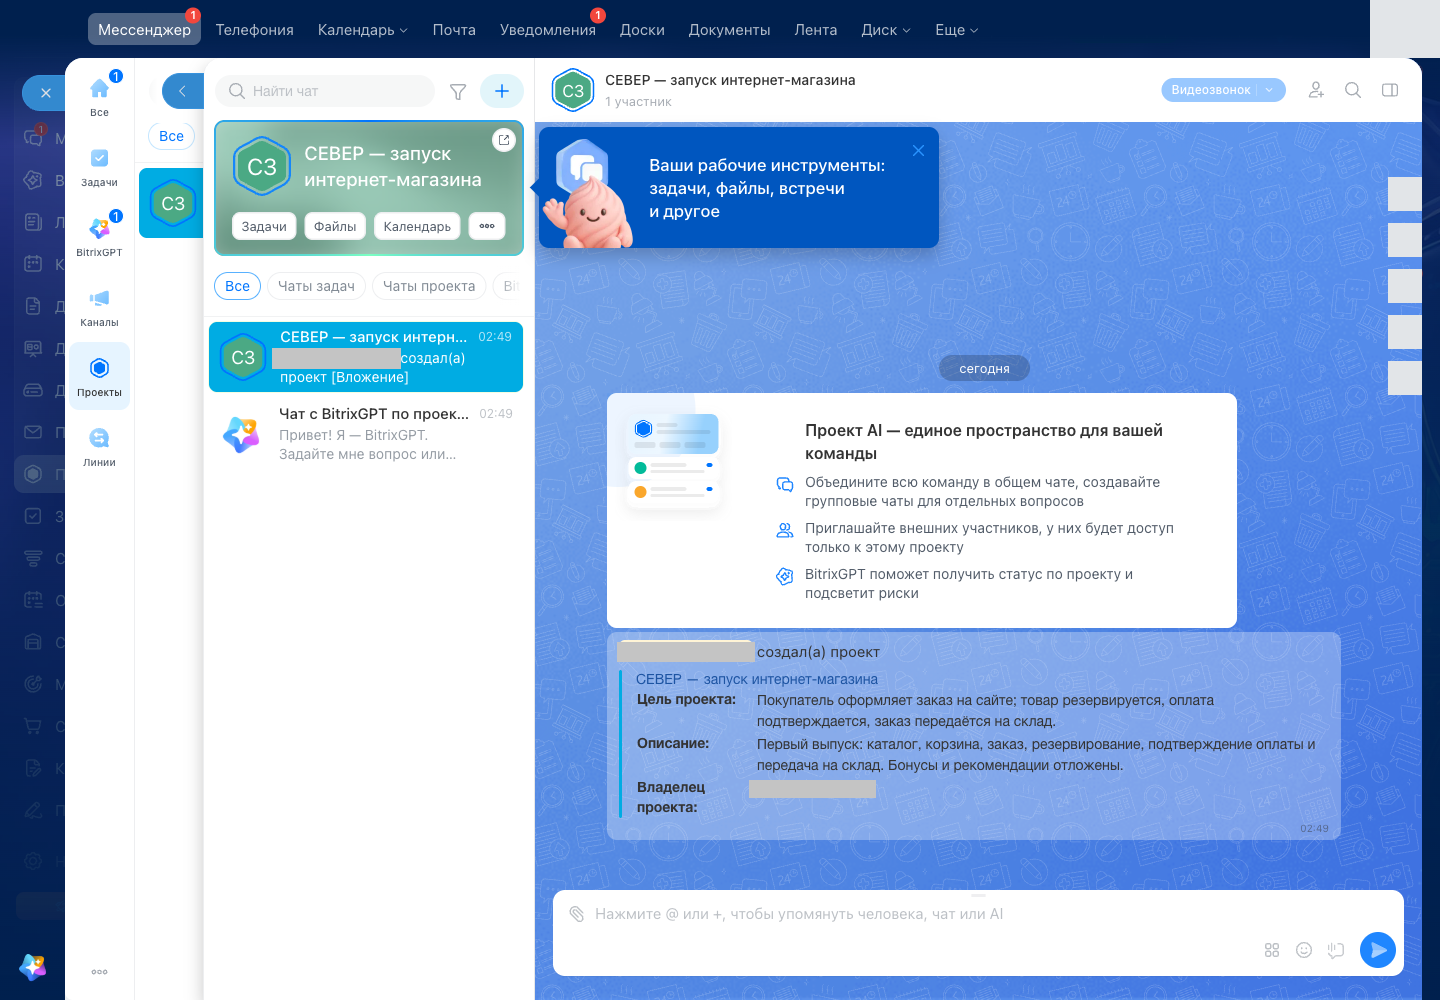 Мессенджер 1
Телефония
Календарь
Почта
Уведомления 1
Доски
Документы
Лента
Диск
Еще
1
Все
Задачи
1
BitrixGPT
Каналы
Проекты
Линии
Все
СЗ
Найти чат
СЗ
СЕВЕР — запуск
интернет-магазина
Задачи
Файлы
Календарь
Все
Чаты задач
Чаты проекта
Bit
СЗ
СЕВЕР — запуск интерн... 02:49
создал(а)
проект [Вложение]
Чат с BitrixGPT по проек... 02:49
Привет! Я — BitrixGPT.
Задайте мне вопрос или...
СЗ
СЕВЕР — запуск интернет-магазина
1 участник
Видеозвонок
Ваши рабочие инструменты:
задачи, файлы, встречи
и другое
сегодня
Проект AI — единое пространство для вашей
команды
Объедините всю команду в общем чате, создавайте
групповые чаты для отдельных вопросов
Приглашайте внешних участников, у них будет доступ
только к этому проекту
BitrixGPT поможет получить статус по проекту и
подсветит риски
создал(а) проект
СЕВЕР — запуск интернет-магазина
Цель проекта: Покупатель оформляет заказ на сайте; товар резервируется, оплата
подтверждается, заказ передаётся на склад.
Описание: Первый выпуск: каталог, корзина, заказ, резервирование, подтверждение оплаты и
передача на склад. Бонусы и рекомендации отложены.
Владелец
проекта:
02:49
Нажмите @ или +, чтобы упомянуть человека, чат или AI